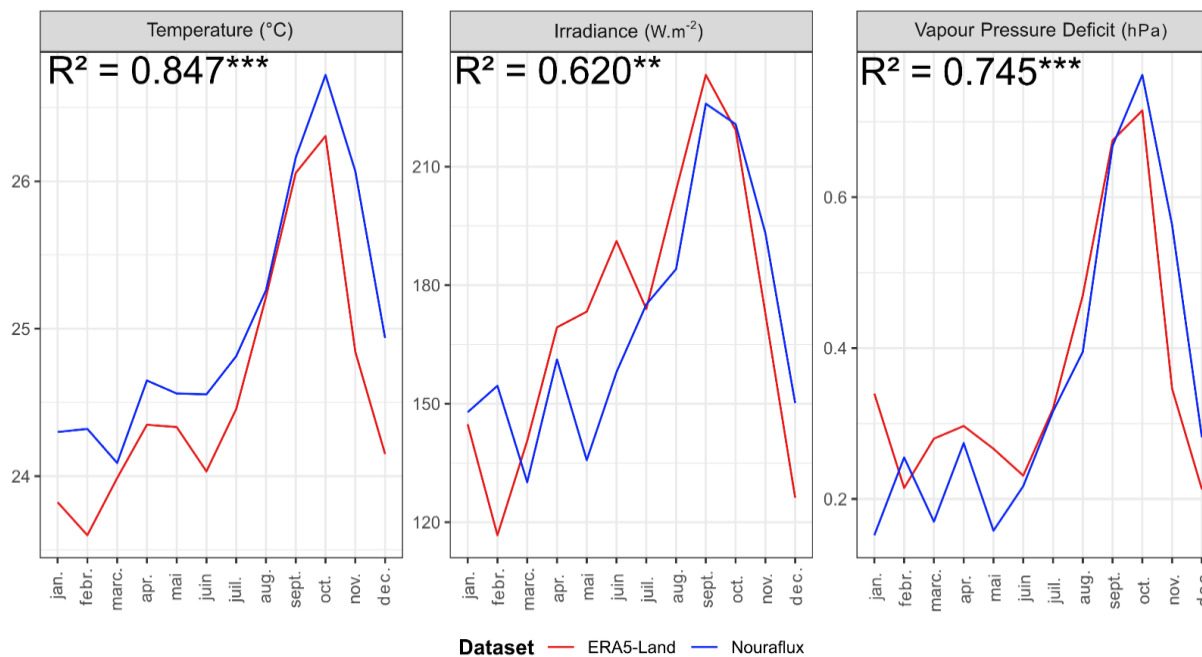 Temperature (°C)
Irradiance (W.m⁻²)
Vapour Pressure Deficit (hPa)
R² = 0.847***
R² = 0.620**
R² = 0.745***
26
25
24
210
180
150
120
0.6
0.4
0.2
jan.
febr.
marc.
apr.
mai
juin
juil.
aug.
sept.
oct.
nov.
dec.
jan.
febr.
marc.
apr.
mai
juin
juil.
aug.
sept.
oct.
nov.
dec.
jan.
febr.
marc.
apr.
mai
juin
juil.
aug.
sept.
oct.
nov.
dec.
Dataset ERA5-Land Nouraflux